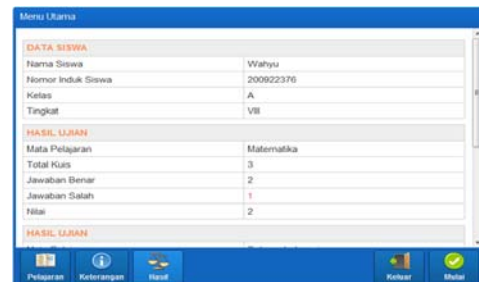 Menu Utama
DATA SISWA
Nama Siswa Wahyu
Nomor Induk Siswa 200922376
Kelas A
Tingkat VIII
HASIL UJIAN
Mata Pelajaran Matematika
Total Kuis 3
Jawaban Benar 2
Jawaban Salah 1
Nilai 2
HASIL UJIAN
Pelajaran Keterangan Hasil Keluar Mulai